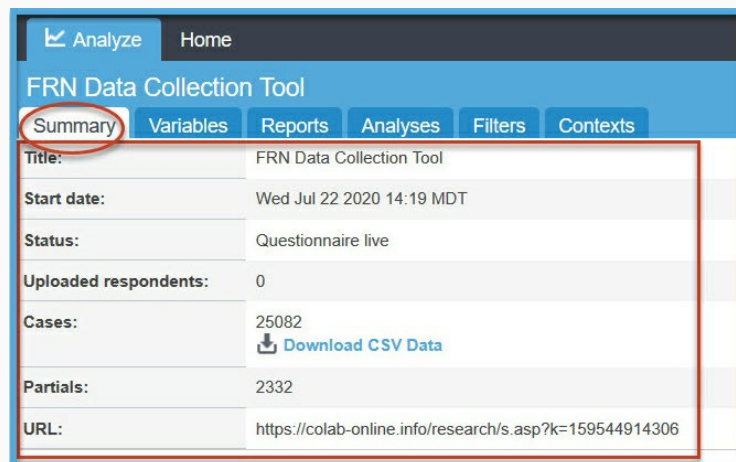 Analyze Home
FRN Data Collection Tool
Summary Variables Reports Analyses Filters Contexts
Title: FRN Data Collection Tool
Start date: Wed Jul 22 2020 14:19 MDT
Status: Questionnaire live
Uploaded respondents: 0
Cases: 25082
Download CSV Data
Partials: 2332
URL: https://colab-online.info/research/s.asp?k=159544914306